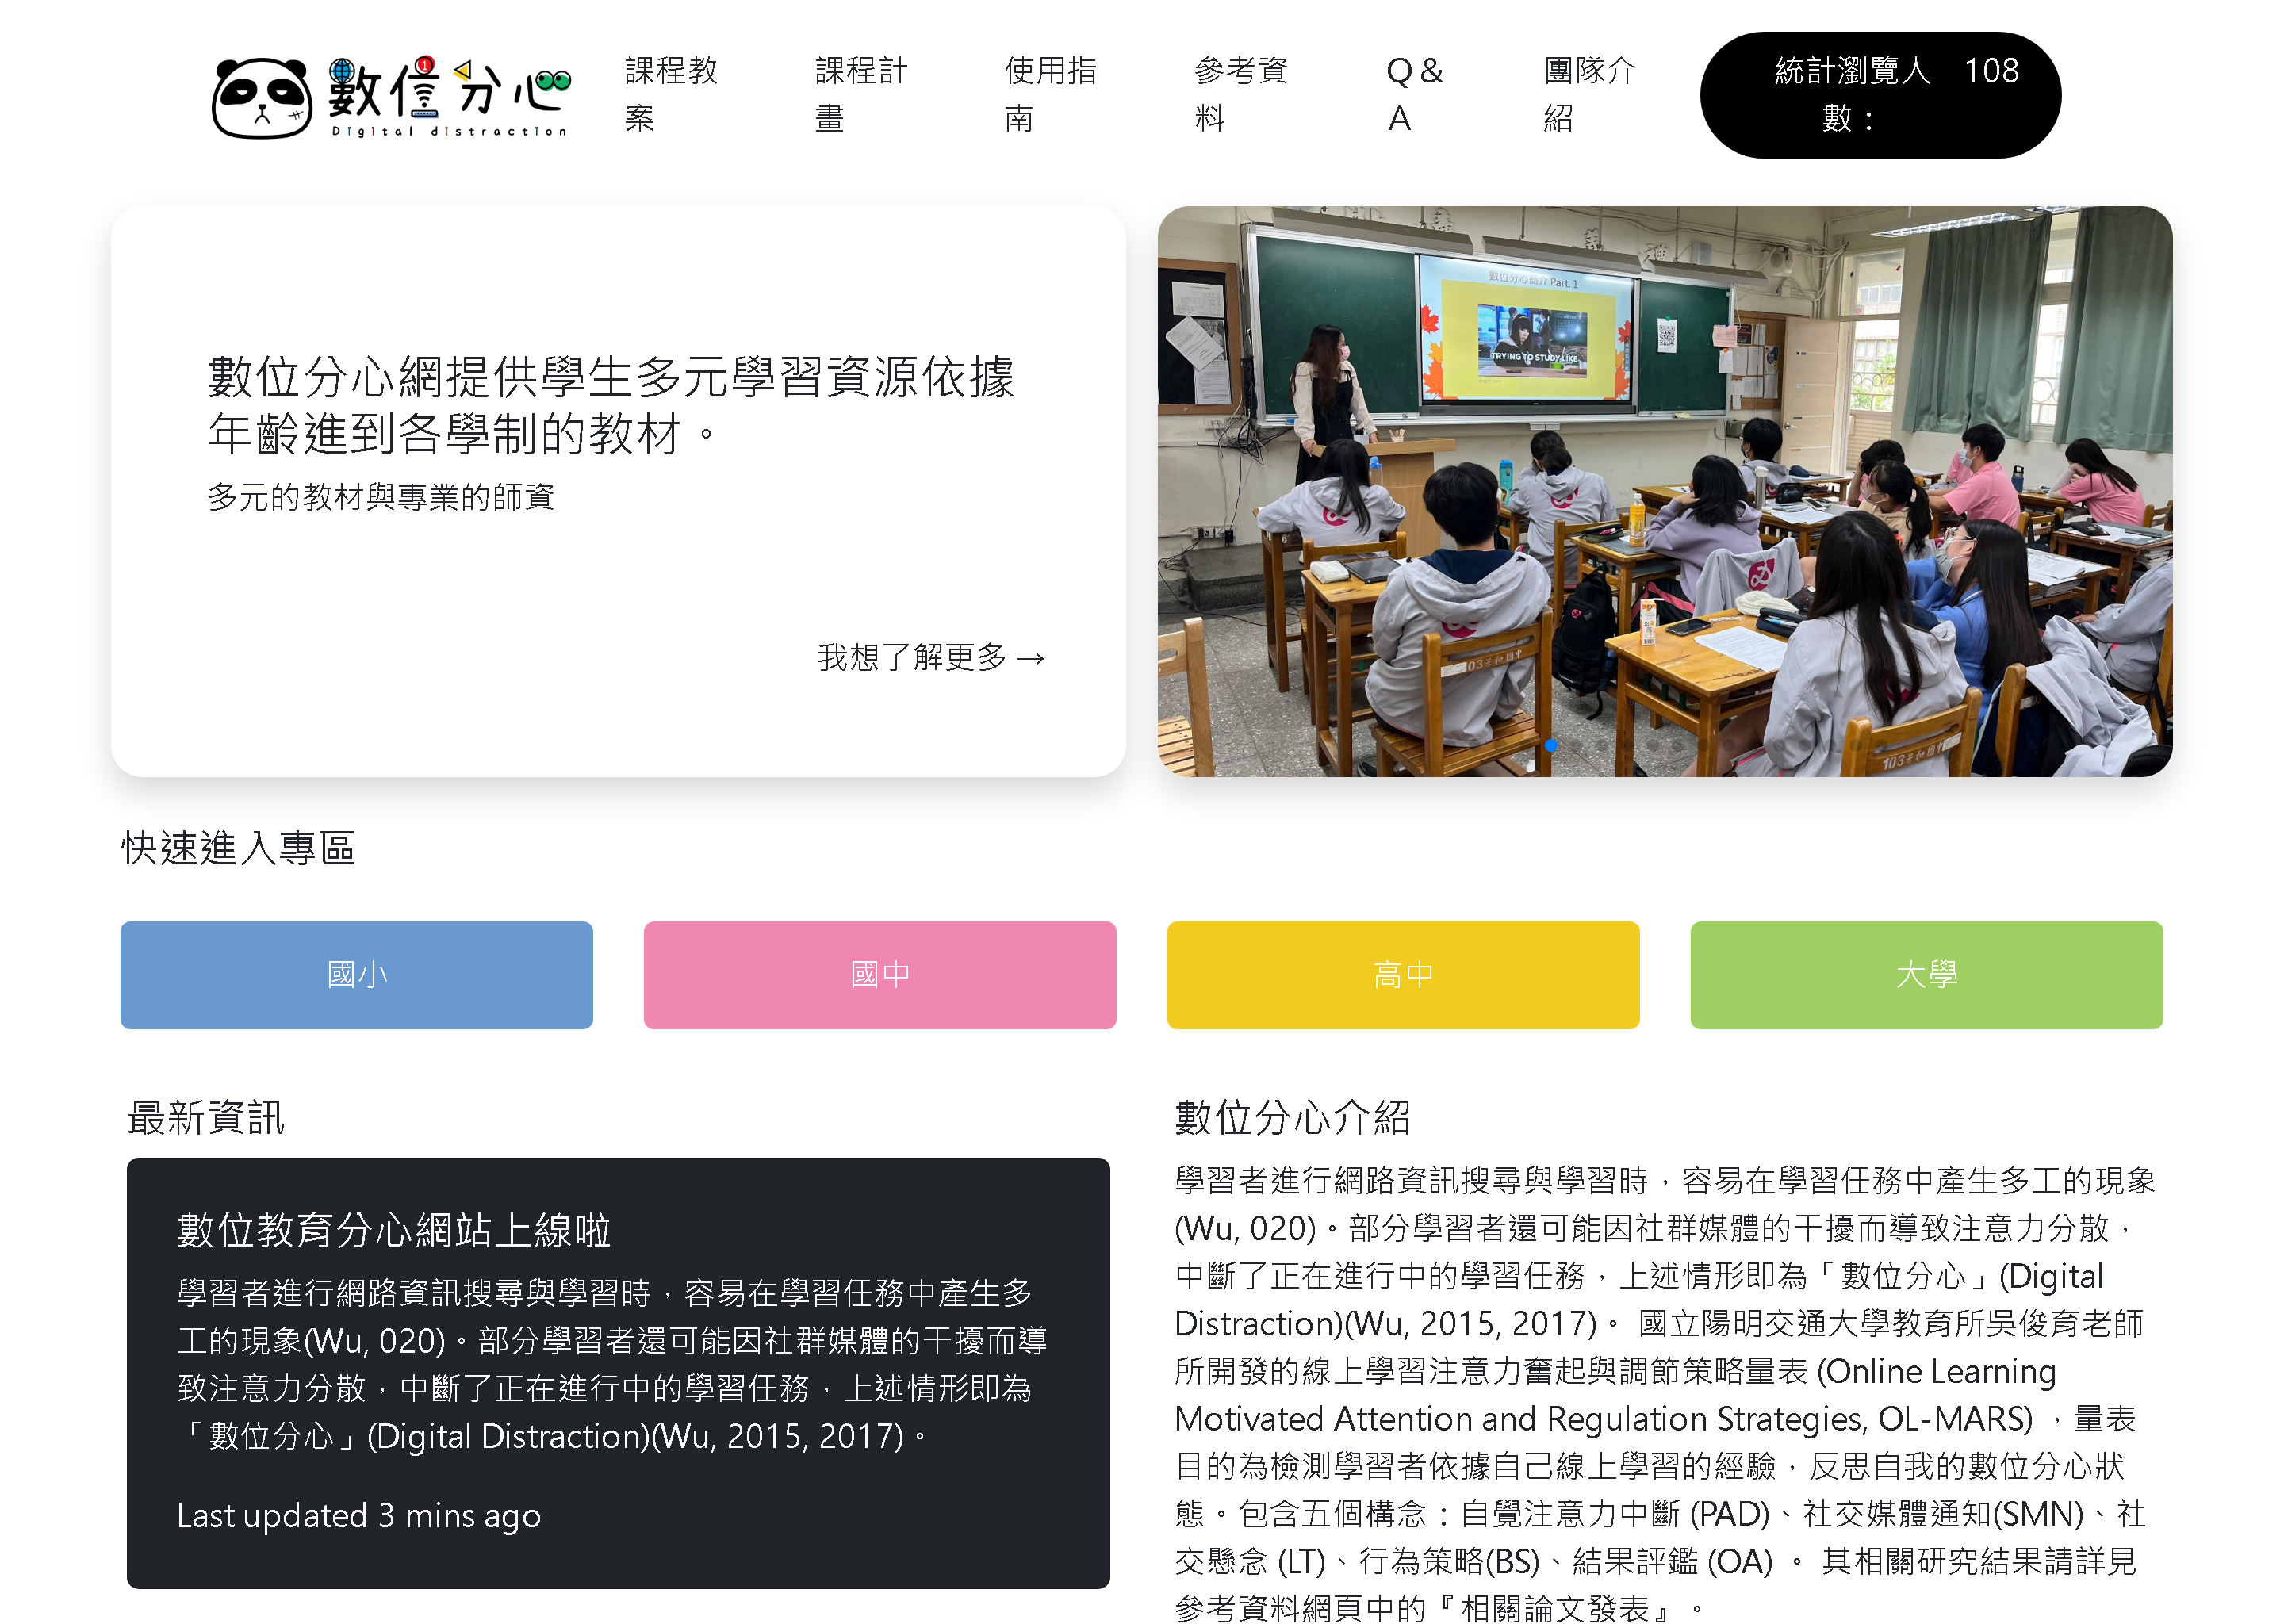 數位分心
Digital distraction
課程教
案
課程計
畫
使用指
南
參考資
料
Q &
A
團隊介
紹
統計瀏覽人
數：
108
數位分心網提供學生多元學習資源依據
年齡進到各學制的教材。
多元的教材與專業的師資
我想了解更多 →
數位分心簡介 Part. 1
TRYING TO STUDY LIKE
快速進入專區
國小
國中
高中
大學
最新資訊
數位教育分心網站上線啦
學習者進行網路資訊搜尋與學習時，容易在學習任務中產生多
工的現象(Wu, 020)。部分學習者還可能因社群媒體的干擾而導
致注意力分散，中斷了正在進行中的學習任務，上述情形即為
「數位分心」(Digital Distraction)(Wu, 2015, 2017)。
Last updated 3 mins ago
數位分心介紹
學習者進行網路資訊搜尋與學習時，容易在學習任務中產生多工的現象
(Wu, 020)。部分學習者還可能因社群媒體的干擾而導致注意力分散，
中斷了正在進行中的學習任務，上述情形即為「數位分心」(Digital
Distraction)(Wu, 2015, 2017)。 國立陽明交通大學教育所吳俊育老師
所開發的線上學習注意力奮起與調節策略量表 (Online Learning
Motivated Attention and Regulation Strategies, OL-MARS) ，量表
目的為檢測學習者依據自己線上學習的經驗，反思自我的數位分心狀
態。包含五個構念：自覺注意力中斷 (PAD)、社交媒體通知(SMN)、社
交懸念 (LT)、行為策略(BS)、結果評鑑 (OA) 。 其相關研究結果請詳見
參考資料網頁中的『相關論文發表』。